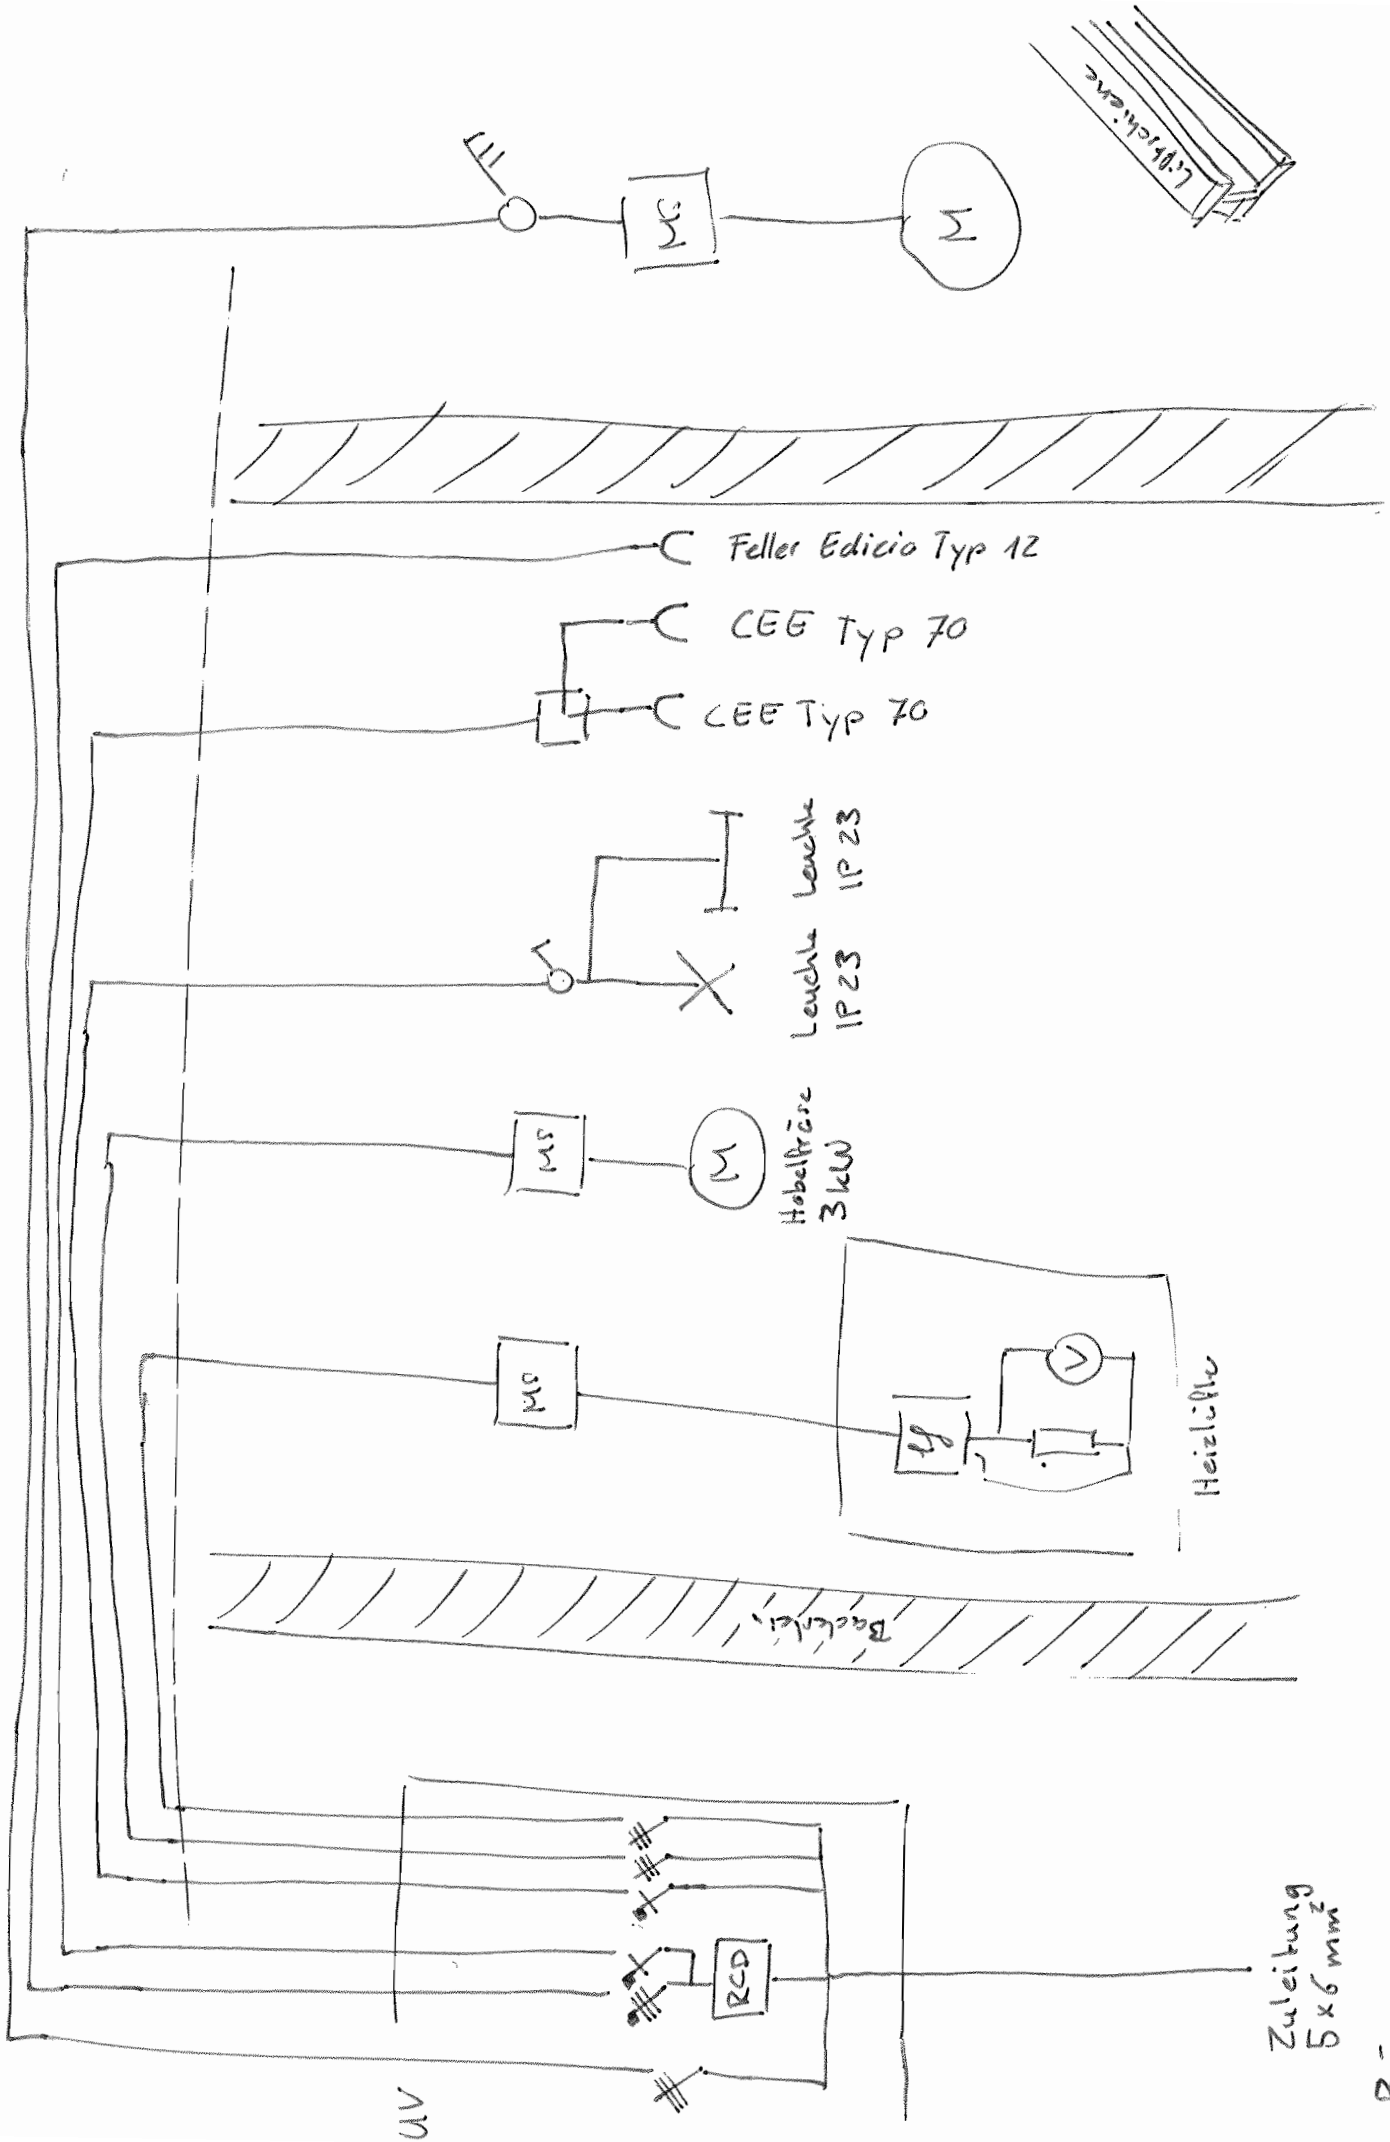 Liftschiene
MS
M
Feller Edicio Typ 12
CEE Typ 70
CEE Typ 70
Leuchte
IP 23
Leuchte
IP 23
MS
M
Hobelfräse
3 kW
MS
Heizlüfter
UV
RCD
Zuleitung
5 x 6 mm²